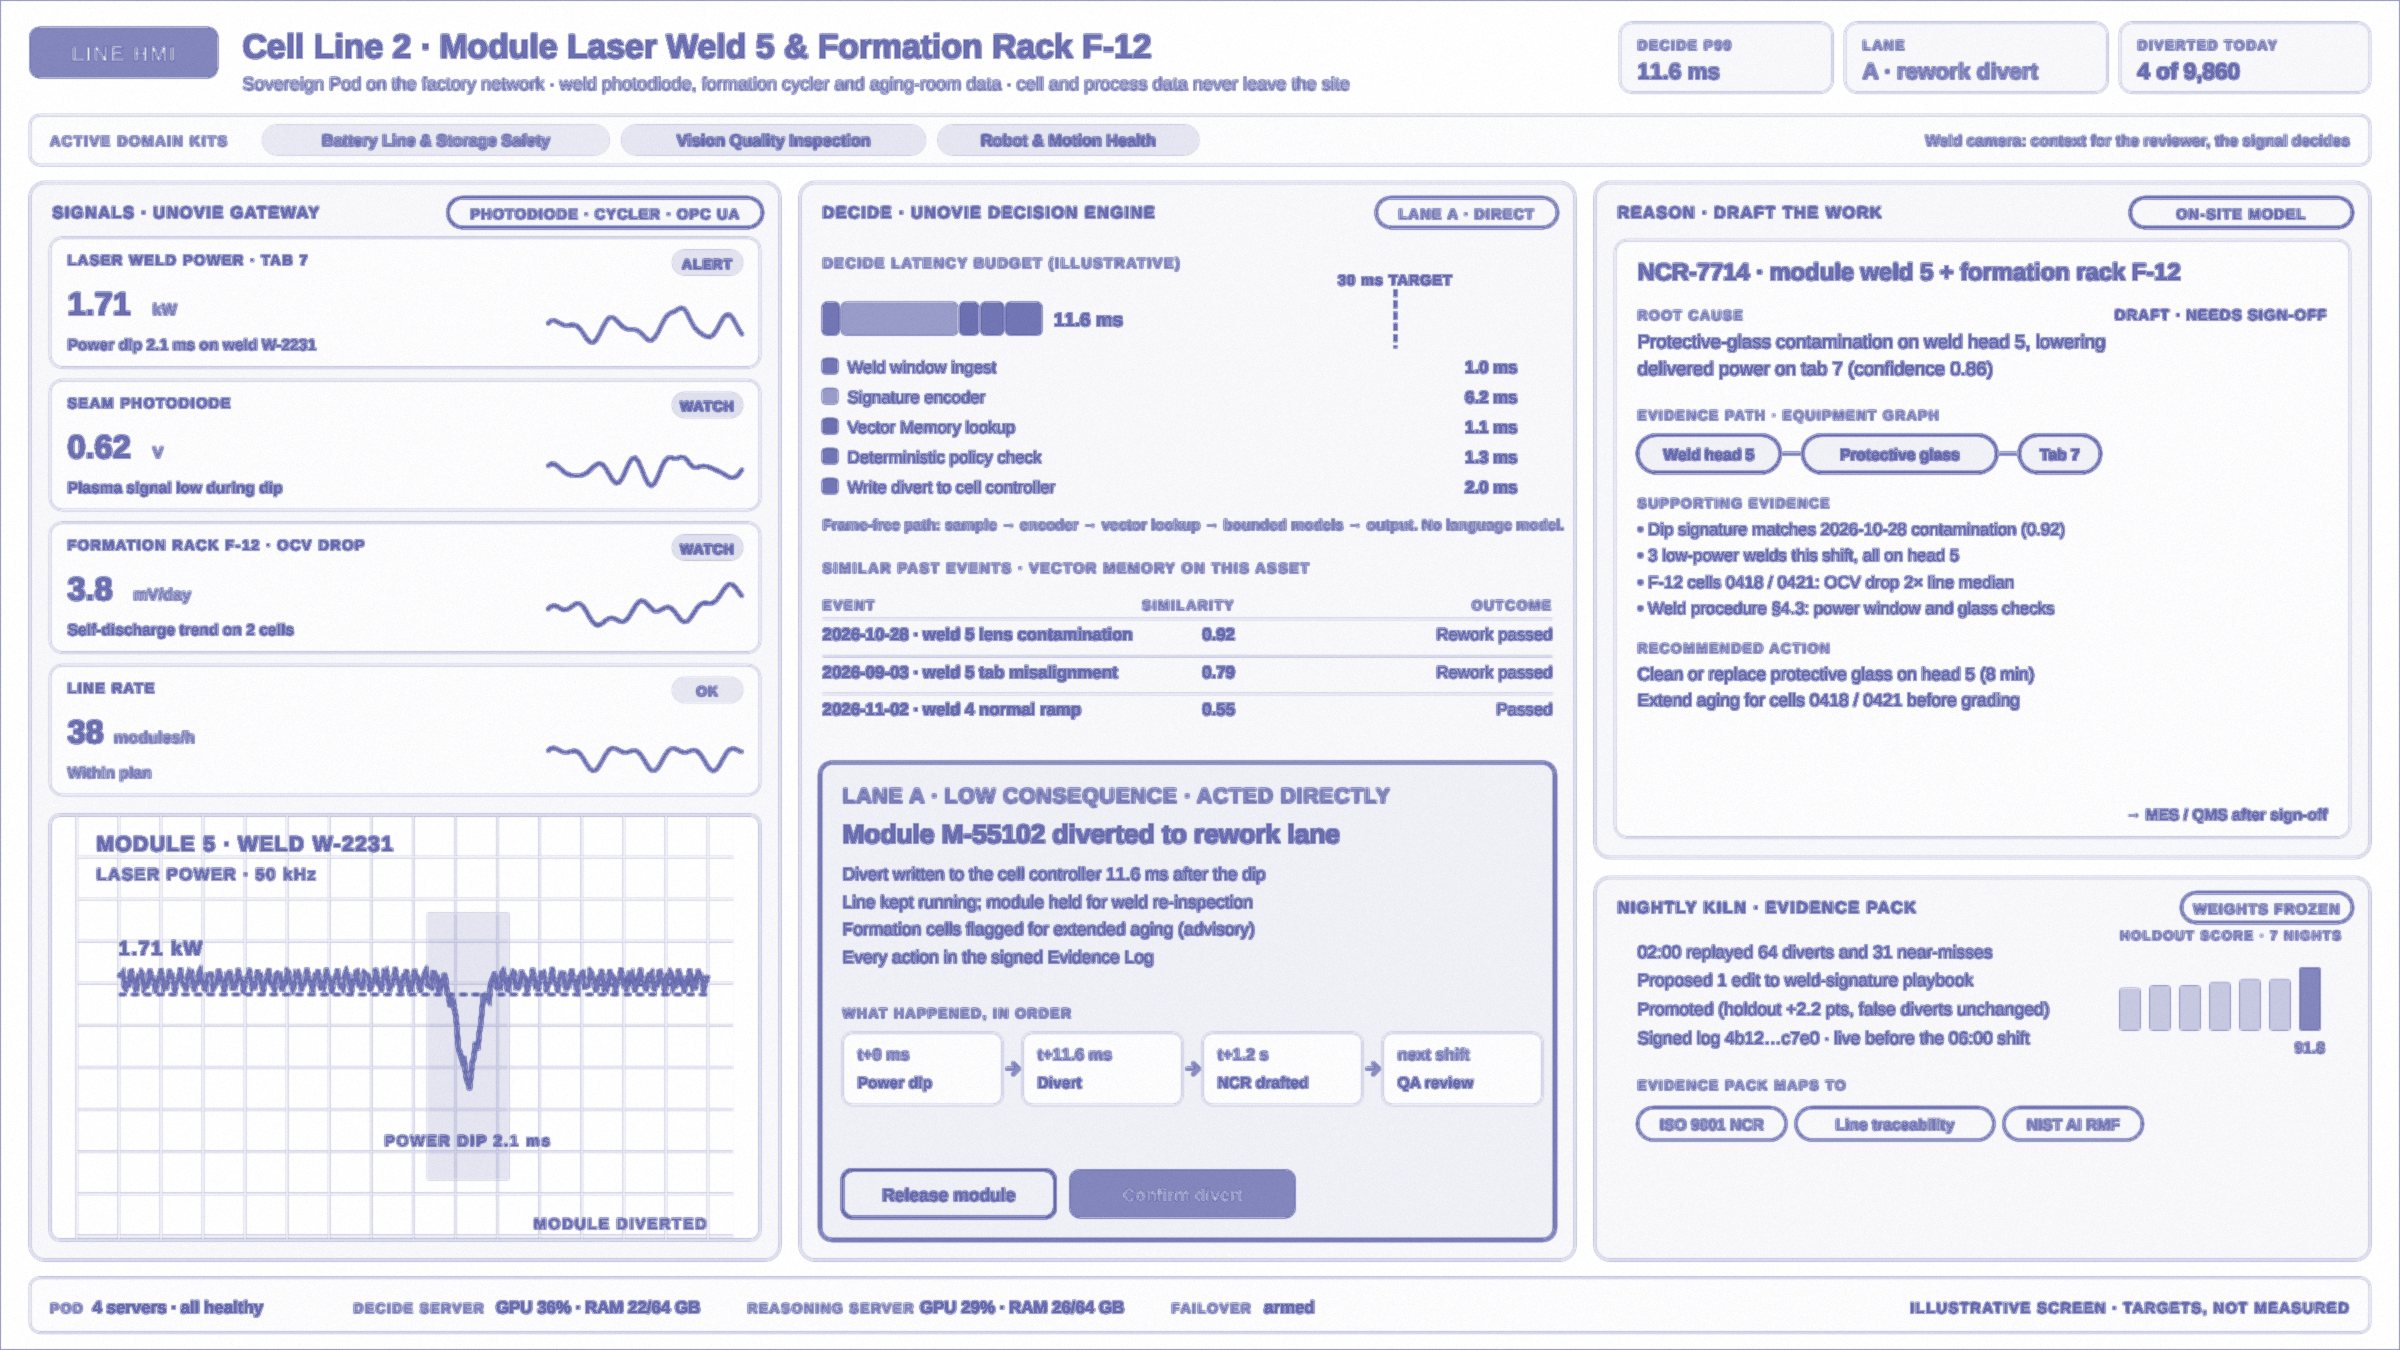 LINE HMI
Cell Line 2 · Module Laser Weld 5 & Formation Rack F-12
Sovereign Pod on the factory network · weld photodiode, formation cycler and aging-room data · cell and process data never leave the site
DECIDE P99
11.6 ms
LANE
A · rework divert
DIVERTED TODAY
4 of 9,860
ACTIVE DOMAIN KITS
Battery Line & Storage Safety
Vision Quality Inspection
Robot & Motion Health
Weld camera: context for the reviewer, the signal decides
SIGNALS · UNOVIE GATEWAY
PHOTODIODE · CYCLER · OPC UA
LASER WELD POWER · TAB 7
ALERT
1.71 kW
Power dip 2.1 ms on weld W-2231
SEAM PHOTODIODE
WATCH
0.62 V
Plasma signal low during dip
FORMATION RACK F-12 · OCV DROP
WATCH
3.8 mV/day
Self-discharge trend on 2 cells
LINE RATE
OK
38 modules/h
Within plan
MODULE 5 · WELD W-2231
LASER POWER · 50 kHz
1.71 kW
POWER DIP 2.1 ms
MODULE DIVERTED
DECIDE · UNOVIE DECISION ENGINE
LANE A · DIRECT
DECIDE LATENCY BUDGET (ILLUSTRATIVE)
30 ms TARGET
11.6 ms
Weld window ingest 1.0 ms
Signature encoder 6.2 ms
Vector Memory lookup 1.1 ms
Deterministic policy check 1.3 ms
Write divert to cell controller 2.0 ms
Frame-free path: sample → encoder → vector lookup → bounded models → output. No language model.
SIMILAR PAST EVENTS · VECTOR MEMORY ON THIS ASSET
EVENT SIMILARITY OUTCOME
2026-10-28 · weld 5 lens contamination 0.92 Rework passed
2026-09-03 · weld 5 tab misalignment 0.79 Rework passed
2026-11-02 · weld 4 normal ramp 0.55 Passed
LANE A · LOW CONSEQUENCE · ACTED DIRECTLY
Module M-55102 diverted to rework lane
Divert written to the cell controller 11.6 ms after the dip
Line kept running; module held for weld re-inspection
Formation cells flagged for extended aging (advisory)
Every action in the signed Evidence Log
WHAT HAPPENED, IN ORDER
t+0 ms
Power dip
t+11.6 ms
Divert
t+1.2 s
NCR drafted
next shift
QA review
Release module
Confirm divert
REASON · DRAFT THE WORK
ON-SITE MODEL
NCR-7714 · module weld 5 + formation rack F-12
ROOT CAUSE
DRAFT · NEEDS SIGN-OFF
Protective-glass contamination on weld head 5, lowering
delivered power on tab 7 (confidence 0.86)
EVIDENCE PATH · EQUIPMENT GRAPH
Weld head 5
Protective glass
Tab 7
SUPPORTING EVIDENCE
• Dip signature matches 2026-10-28 contamination (0.92)
• 3 low-power welds this shift, all on head 5
• F-12 cells 0418 / 0421: OCV drop 2× line median
• Weld procedure §4.3: power window and glass checks
RECOMMENDED ACTION
Clean or replace protective glass on head 5 (8 min)
Extend aging for cells 0418 / 0421 before grading
→ MES / QMS after sign-off
NIGHTLY KILN · EVIDENCE PACK
WEIGHTS FROZEN
HOLDOUT SCORE · 7 NIGHTS
02:00 replayed 64 diverts and 31 near-misses
Proposed 1 edit to weld-signature playbook
Promoted (holdout +2.2 pts, false diverts unchanged)
Signed log 4b12…c7e0 · live before the 06:00 shift
91.8
EVIDENCE PACK MAPS TO
ISO 9001 NCR
Line traceability
NIST AI RMF
POD 4 servers · all healthy
DECIDE SERVER GPU 36% · RAM 22/64 GB
REASONING SERVER GPU 29% · RAM 26/64 GB
FAILOVER armed
ILLUSTRATIVE SCREEN · TARGETS, NOT MEASURED